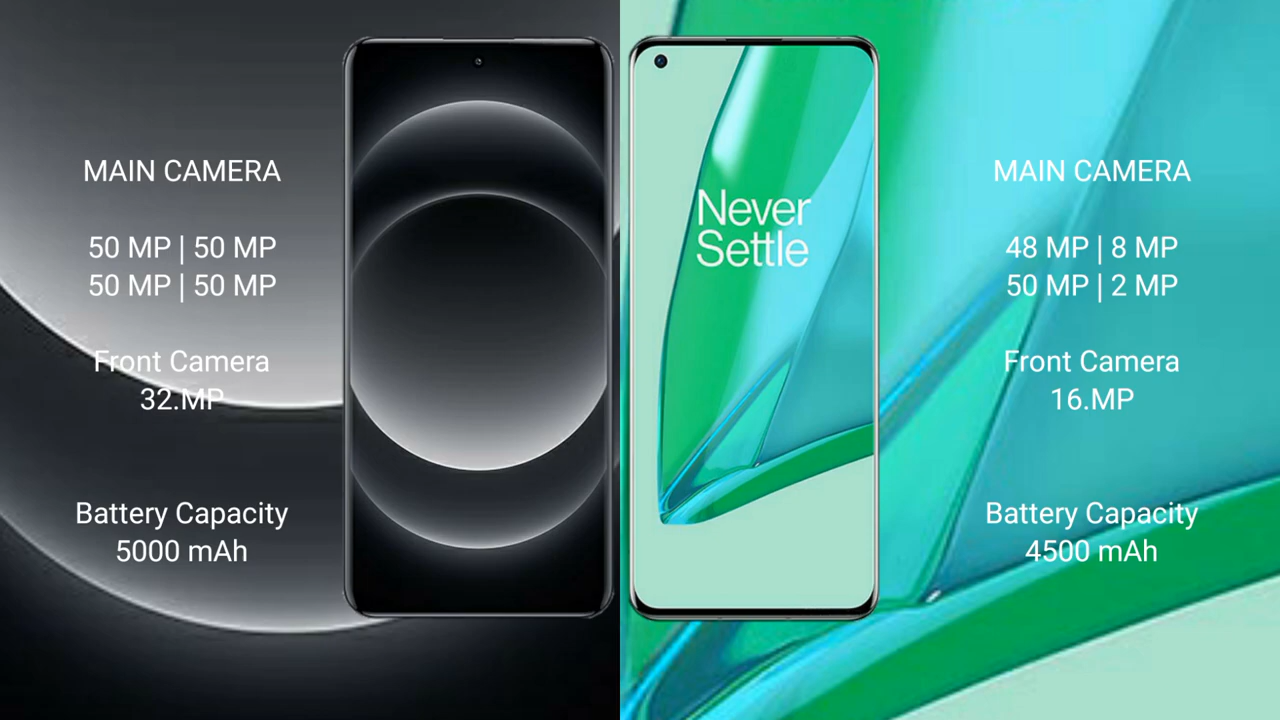 MAIN CAMERA
50 MP | 50 MP
50 MP | 50 MP
Front Camera
32.MP
Battery Capacity
5000 mAh
Never
Settle
MAIN CAMERA
48 MP | 8 MP
50 MP | 2 MP
Front Camera
16.MP
Battery Capacity
4500 mAh